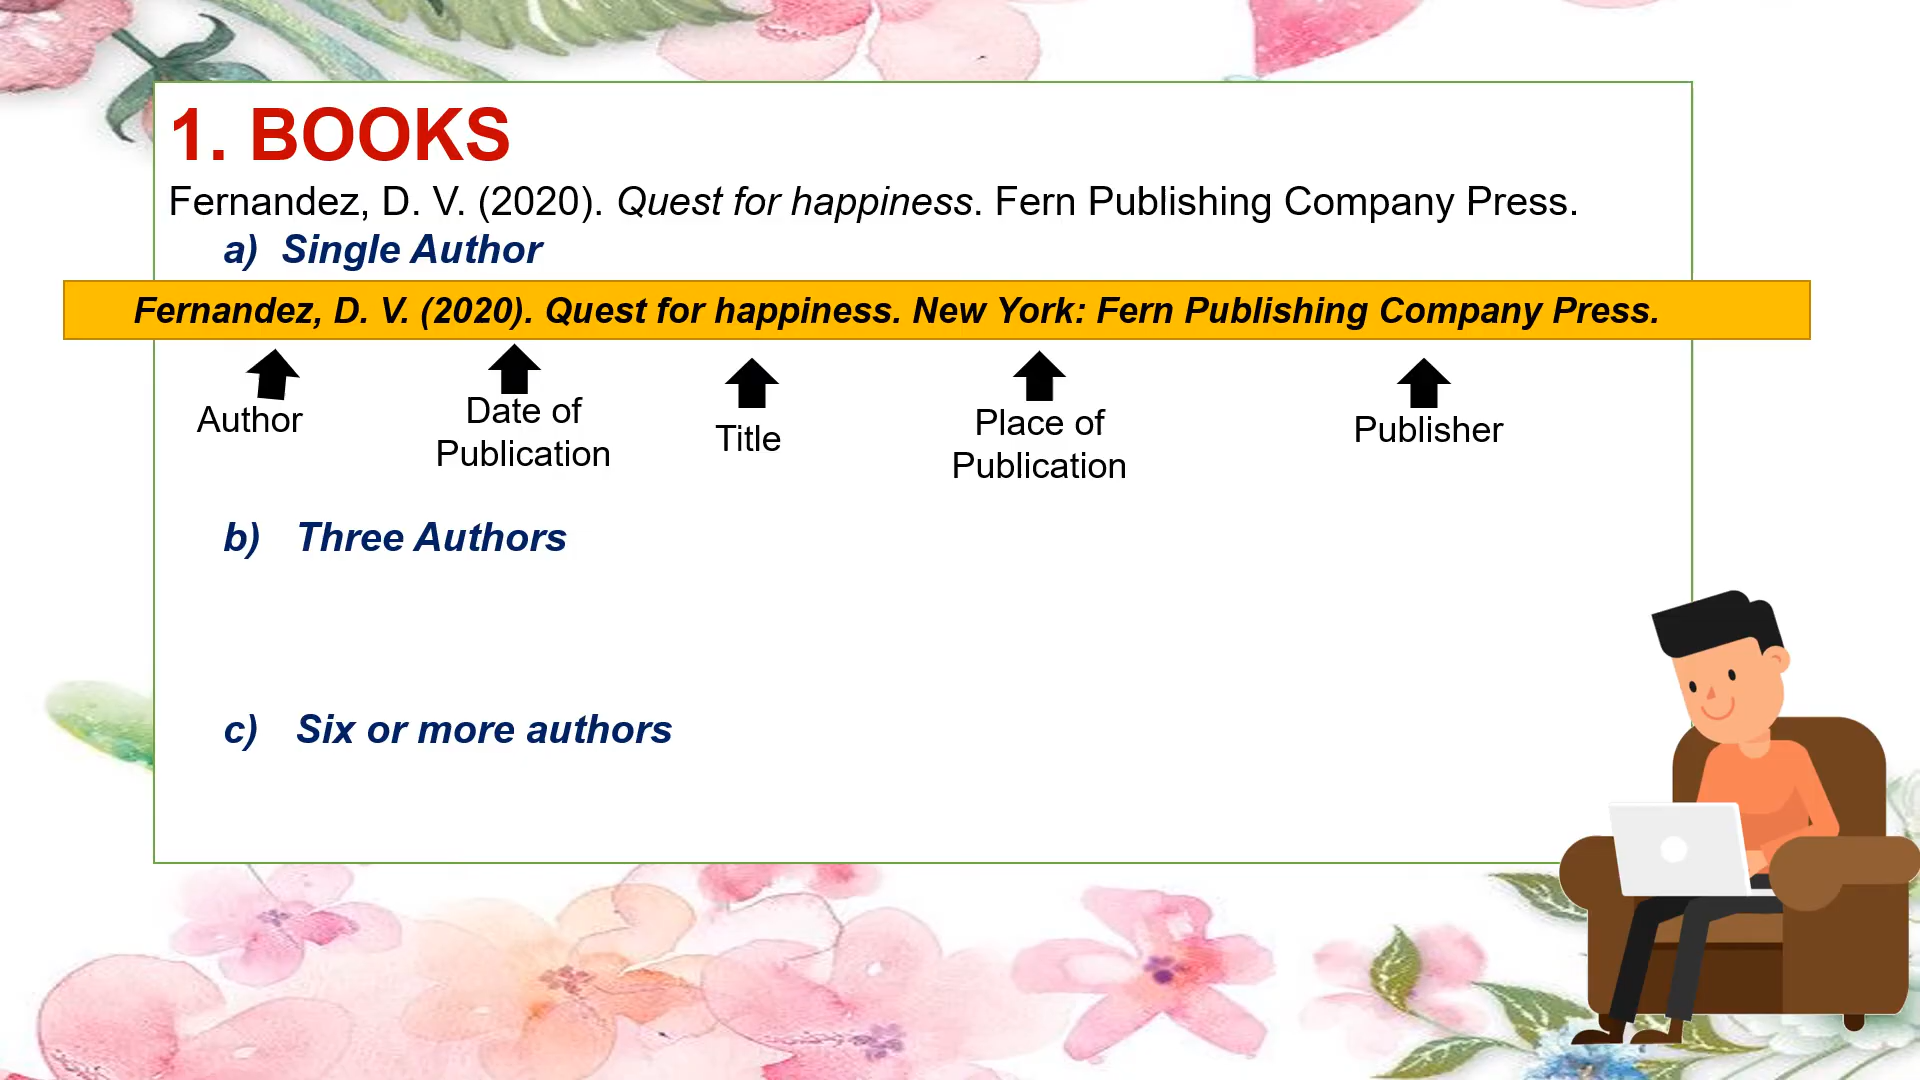 1. BOOKS
Fernandez, D. V. (2020). Quest for happiness. Fern Publishing Company Press.
a) Single Author
Fernandez, D. V. (2020). Quest for happiness. New York: Fern Publishing Company Press.
Author
Date of
Publication
Title
Place of
Publication
Publisher
b) Three Authors
c) Six or more authors